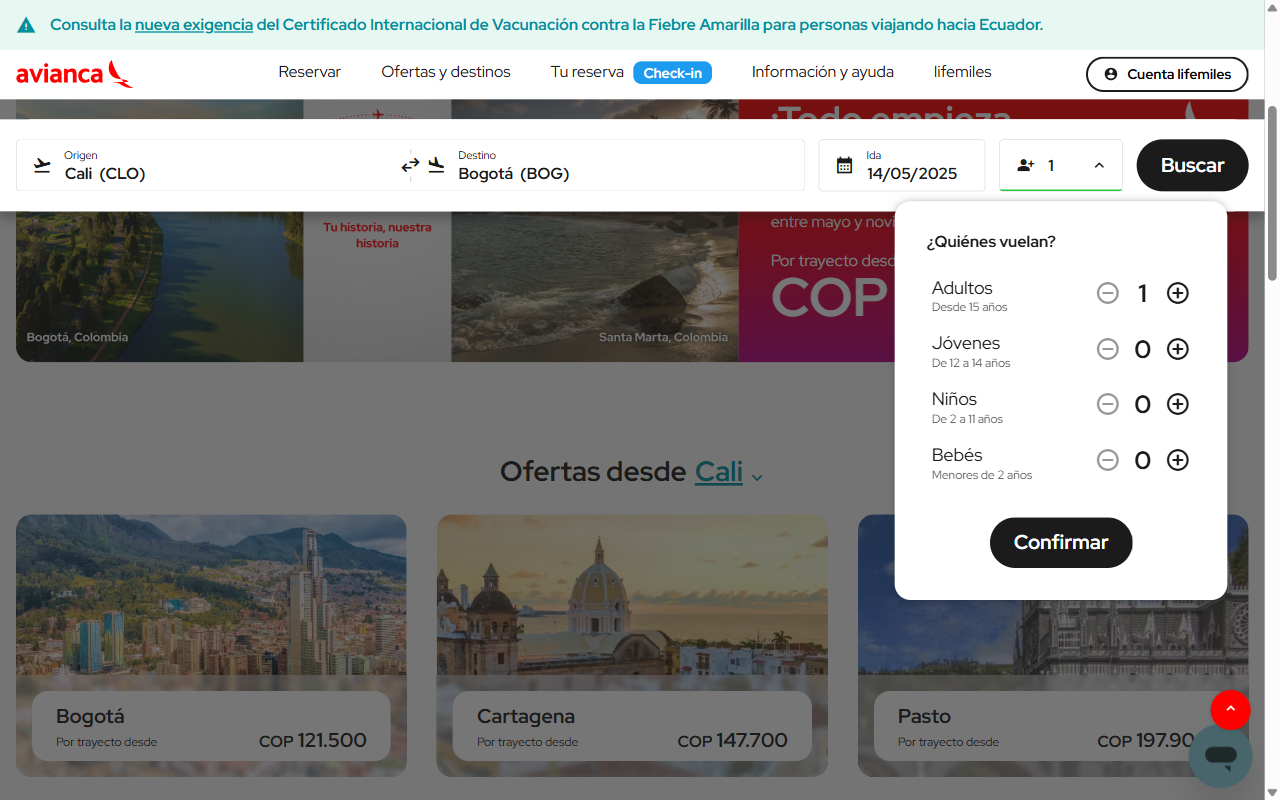 Consulta la nueva exigencia del Certificado Internacional de Vacunación contra la Fiebre Amarilla para personas viajando hacia Ecuador.
avianca
Reservar
Ofertas y destinos
Tu reserva
Check-in
Información y ayuda
lifemiles
Cuenta lifemiles
¡Todo empieza
Origen
Cali (CLO)
Destino
Bogotá (BOG)
Ida
14/05/2025
1
Buscar
Tu historia, nuestra
historia
Bogotá, Colombia
Santa Marta, Colombia
entre mayo y
Por trayecto
COP
¿Quiénes vuelan?
Adultos
Desde 15 años
1
Jóvenes
De 12 a 14 años
0
Niños
De 2 a 11 años
0
Bebés
Menores de 2 años
0
Confirmar
Ofertas desde Cali
Bogotá
Por trayecto desde
COP 121.500
Cartagena
Por trayecto desde
COP 147.700
Pasto
Por trayecto desde
COP 197.90